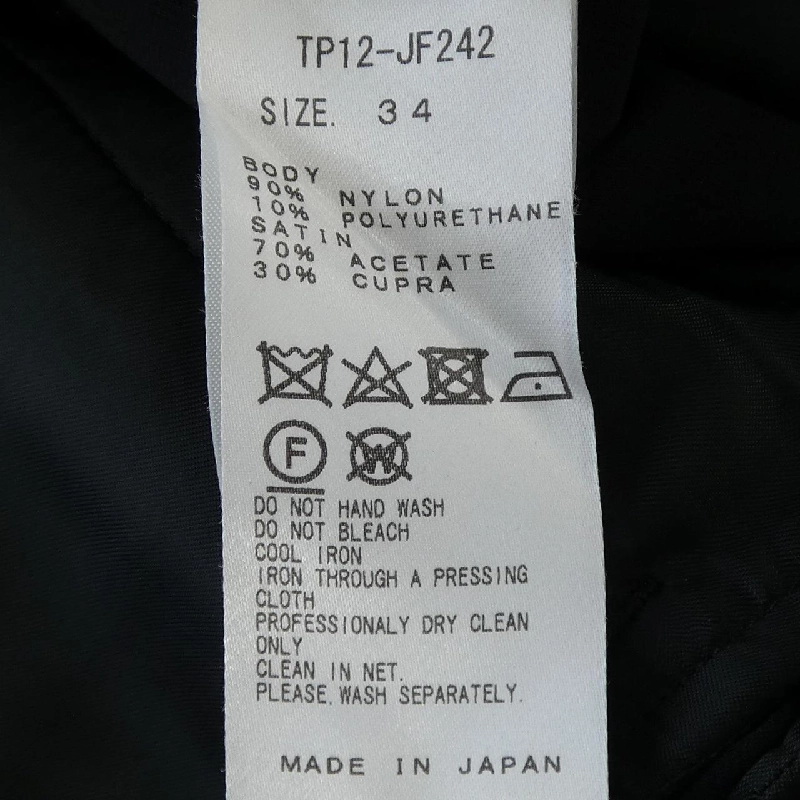 TP12-JF242
SIZE. 34
BODY
90% NYLON
10% POLYURETHANE
SATIN
70% ACETATE
30% CUPRA
F W
DO NOT HAND WASH
DO NOT BLEACH
COOL IRON
IRON THROUGH A PRESSING
CLOTH
PROFESSIONALY DRY CLEAN
ONLY
CLEAN IN NET.
PLEASE.WASH SEPARATELY.
MADE IN JAPAN